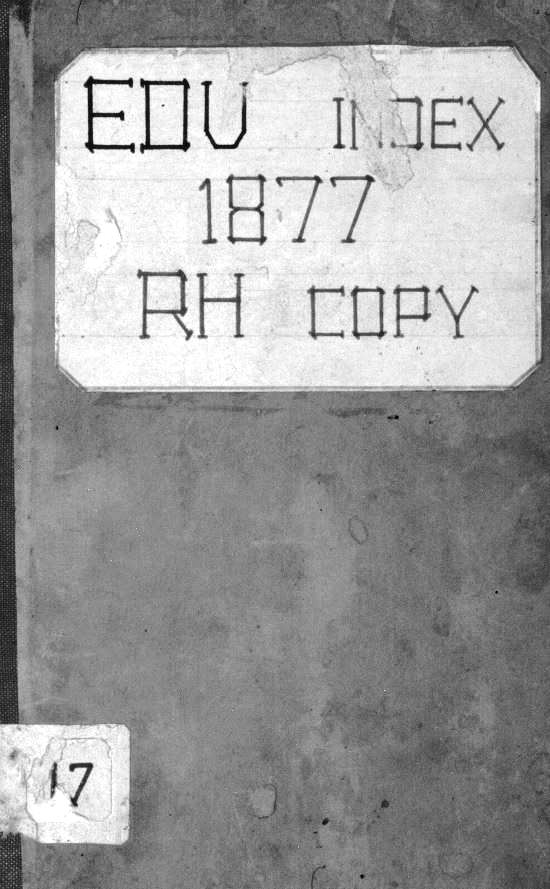 EDU INDEX
1877
RH COPY
17